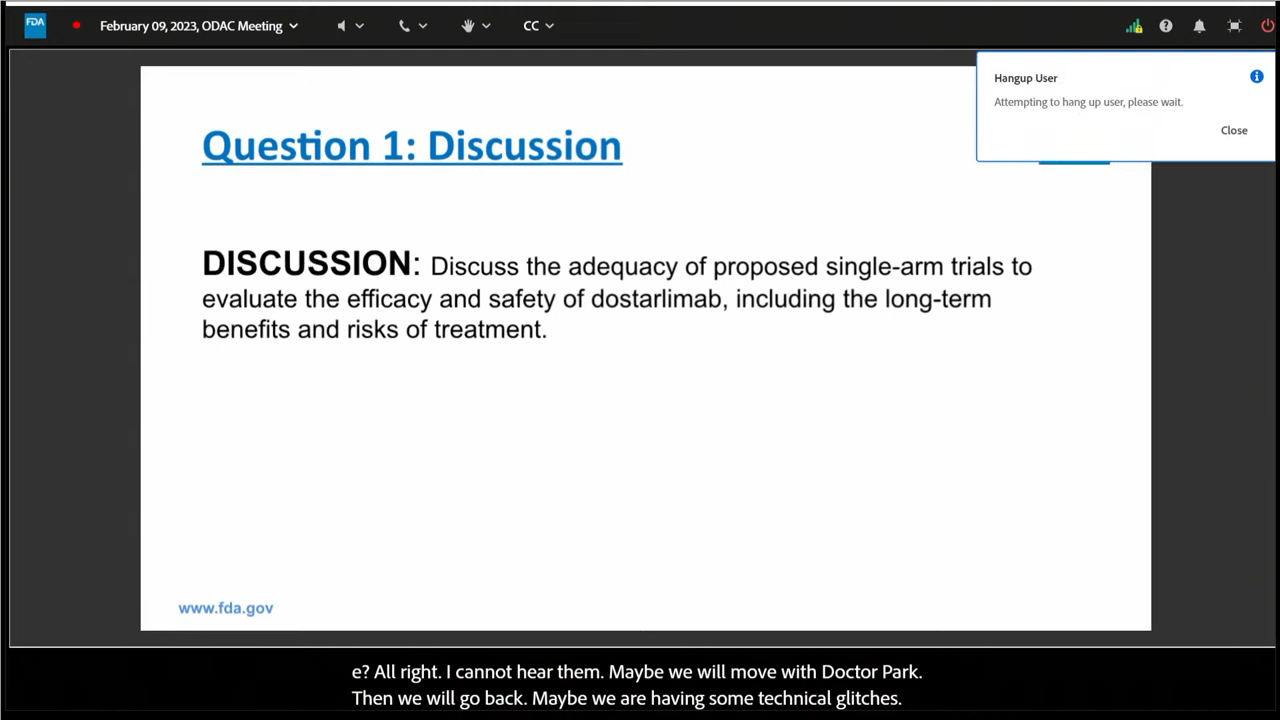 FDA
February 09, 2023, ODAC Meeting
CC
Hangup User
Attempting to hang up user, please wait.
Close
Question 1: Discussion
DISCUSSION: Discuss the adequacy of proposed single-arm trials to
evaluate the efficacy and safety of dostarlimab, including the long-term
benefits and risks of treatment.
www.fda.gov
e? All right. I cannot hear them. Maybe we will move with Doctor Park.
Then we will go back. Maybe we are having some technical glitches.